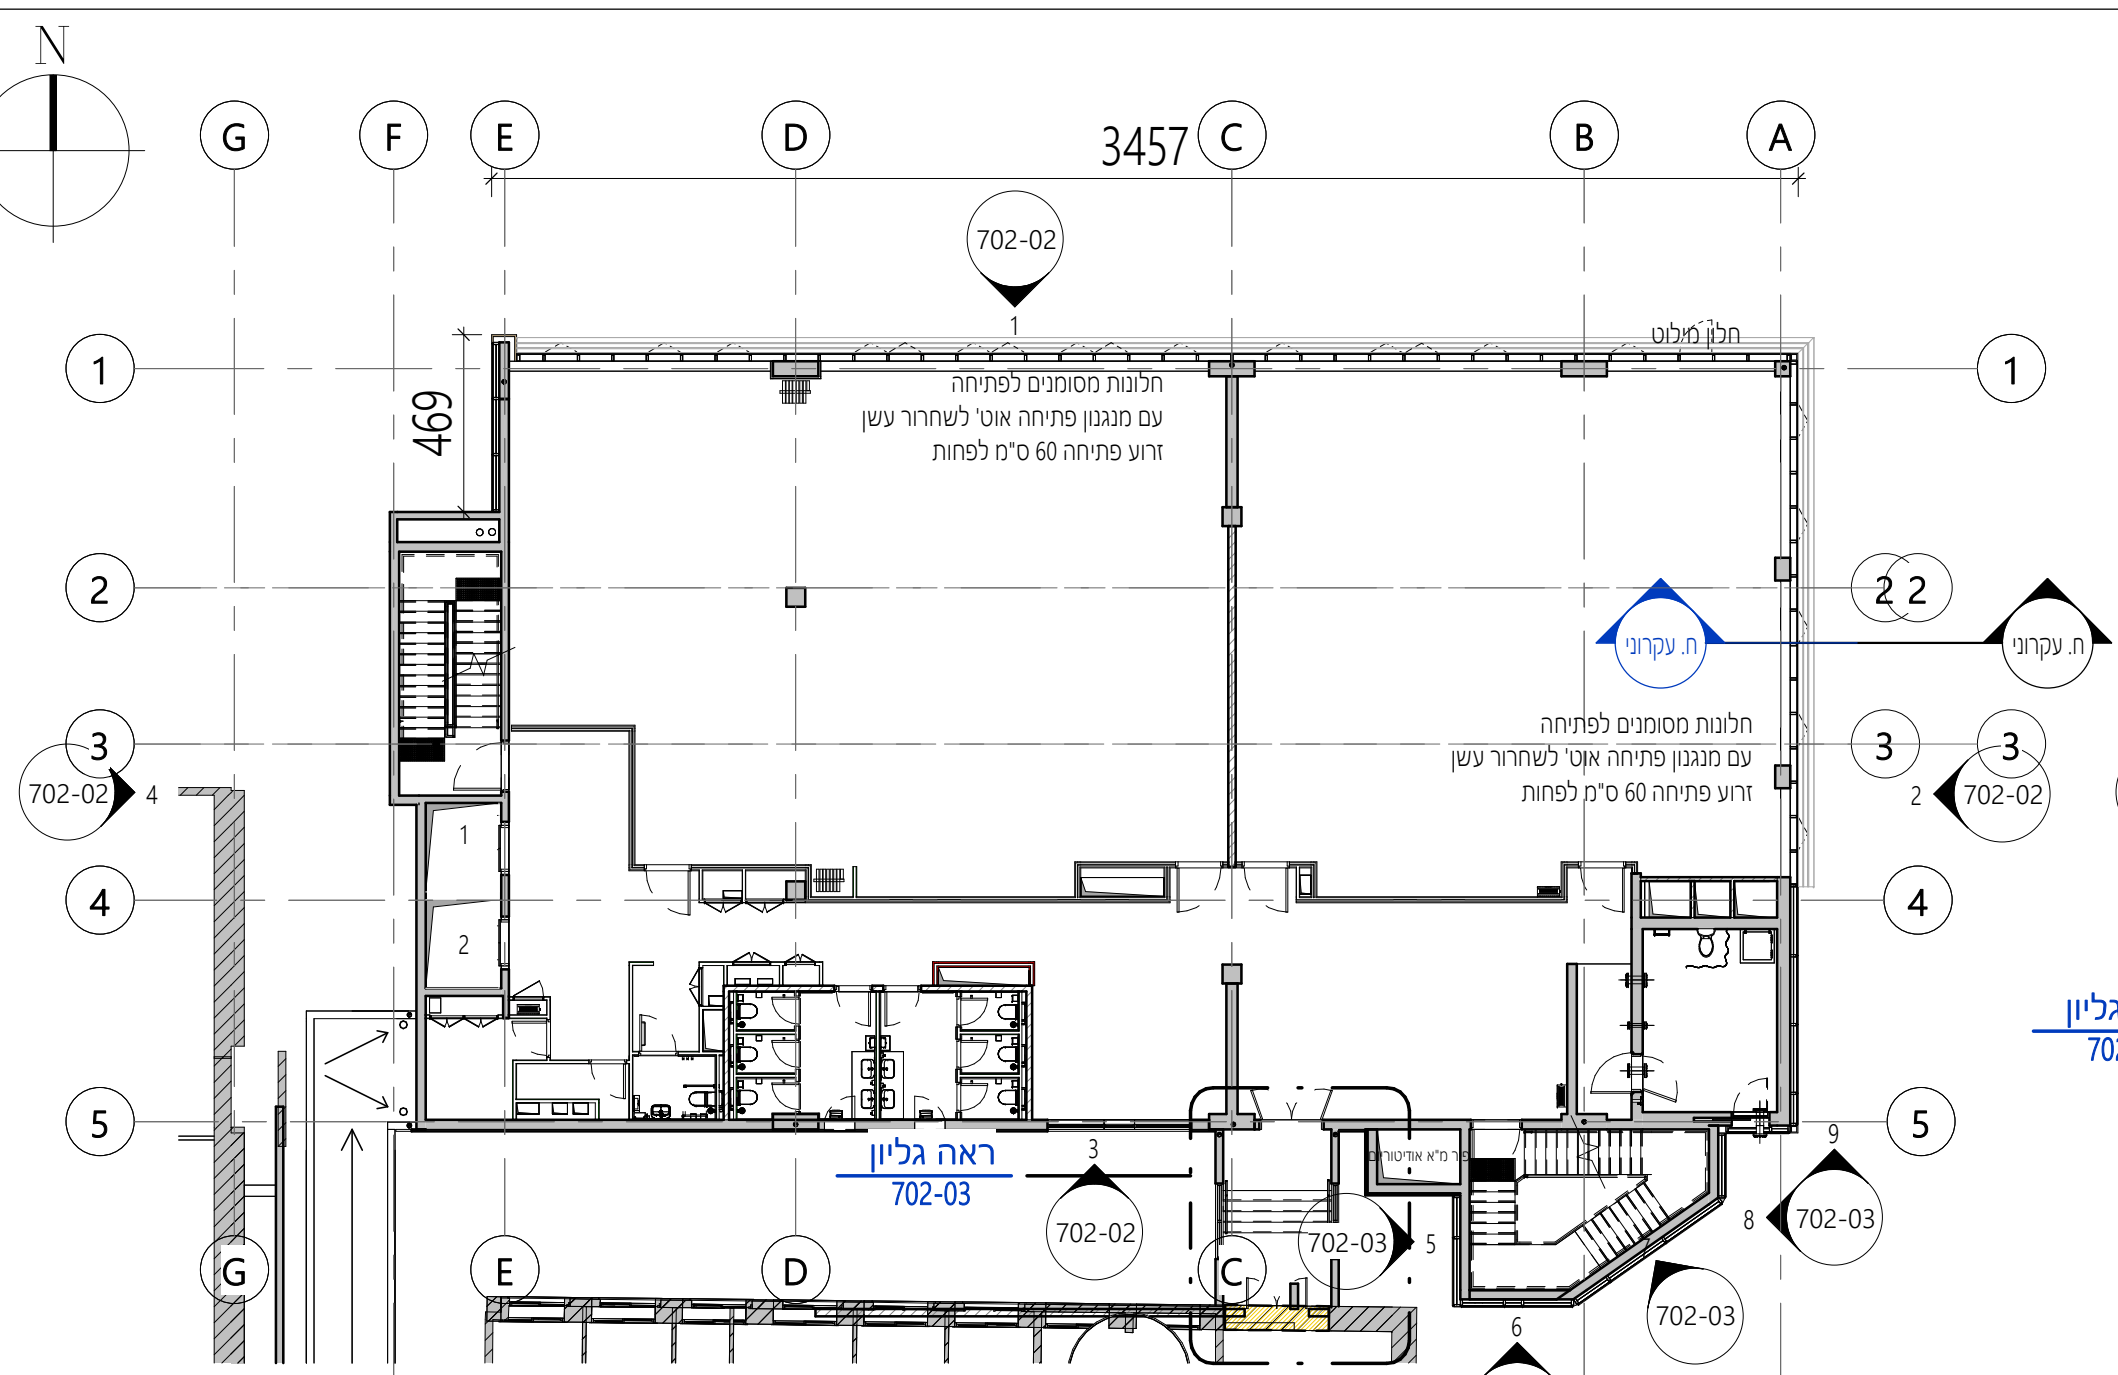 N
G
F
E
D
3457
C
B
A
702-02
1
חלון מילוט
1
1
469
חלונות מסומנים לפתיחה
עם מנגנון פתיחה אוט' לשחרור עשן
זרוע פתיחה 60 ס"מ לפחות
2
2
2
ח. עקרוני
ח. עקרוני
חלונות מסומנים לפתיחה
עם מנגנון פתיחה אוט' לשחרור עשן
זרוע פתיחה 60 ס"מ לפחות
3
3
3
702-02
4
2
702-02
1
4
4
2
5
5
ראה גליון
702-03
3
702-02
פיר מ"א אודיטוריום
9
702-03
5
8
702-03
G
E
D
C
702-03
6